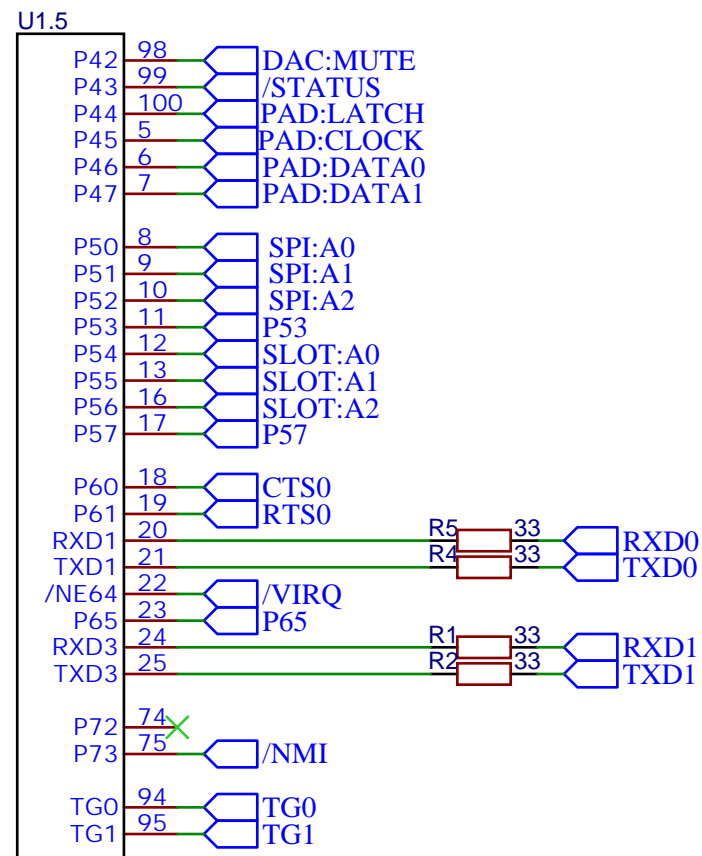 U1.5
P42 98 DAC:MUTE
P43 99 /STATUS
P44 100 PAD:LATCH
P45 5 PAD:CLOCK
P46 6 PAD:DATA0
P47 7 PAD:DATA1
P50 8 SPI:A0
P51 9 SPI:A1
P52 10 SPI:A2
P53 11 P53
P54 12 SLOT:A0
P55 13 SLOT:A1
P56 16 SLOT:A2
P57 17 P57
P60 18 CTS0
P61 19 RTS0
RXD1 20 R5 33 RXD0
TXD1 21 R4 33 TXD0
/NE64 22 /VIRQ
P65 23 P65
RXD3 24 R1 33 RXD1
TXD3 25 R2 33 TXD1
P72 74
P73 75 /NMI
TG0 94 TG0
TG1 95 TG1